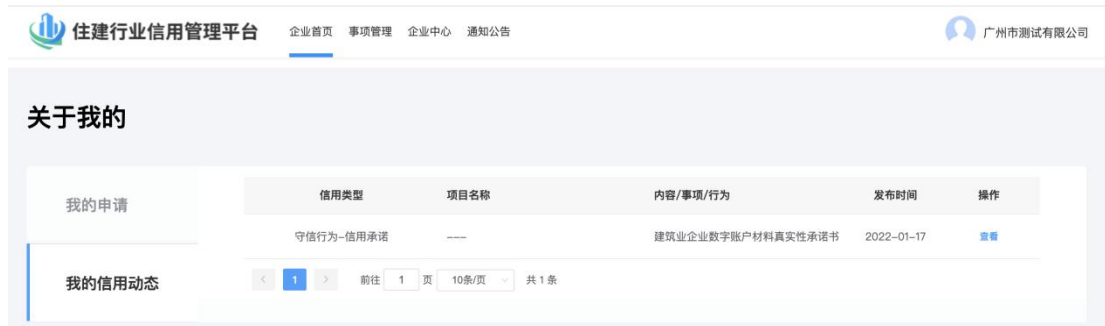 住建行业信用管理平台 企业首页 事项管理 企业中心 通知公告 广州市测试有限公司
关于我的
我的申请
我的信用动态
信用类型 项目名称 内容/事项/行为 发布时间 操作
守信行为-信用承诺 --- 建筑业企业数字账户材料真实性承诺书 2022-01-17 查看
< 1 > 前往 1 页 10条/页 共 1 条